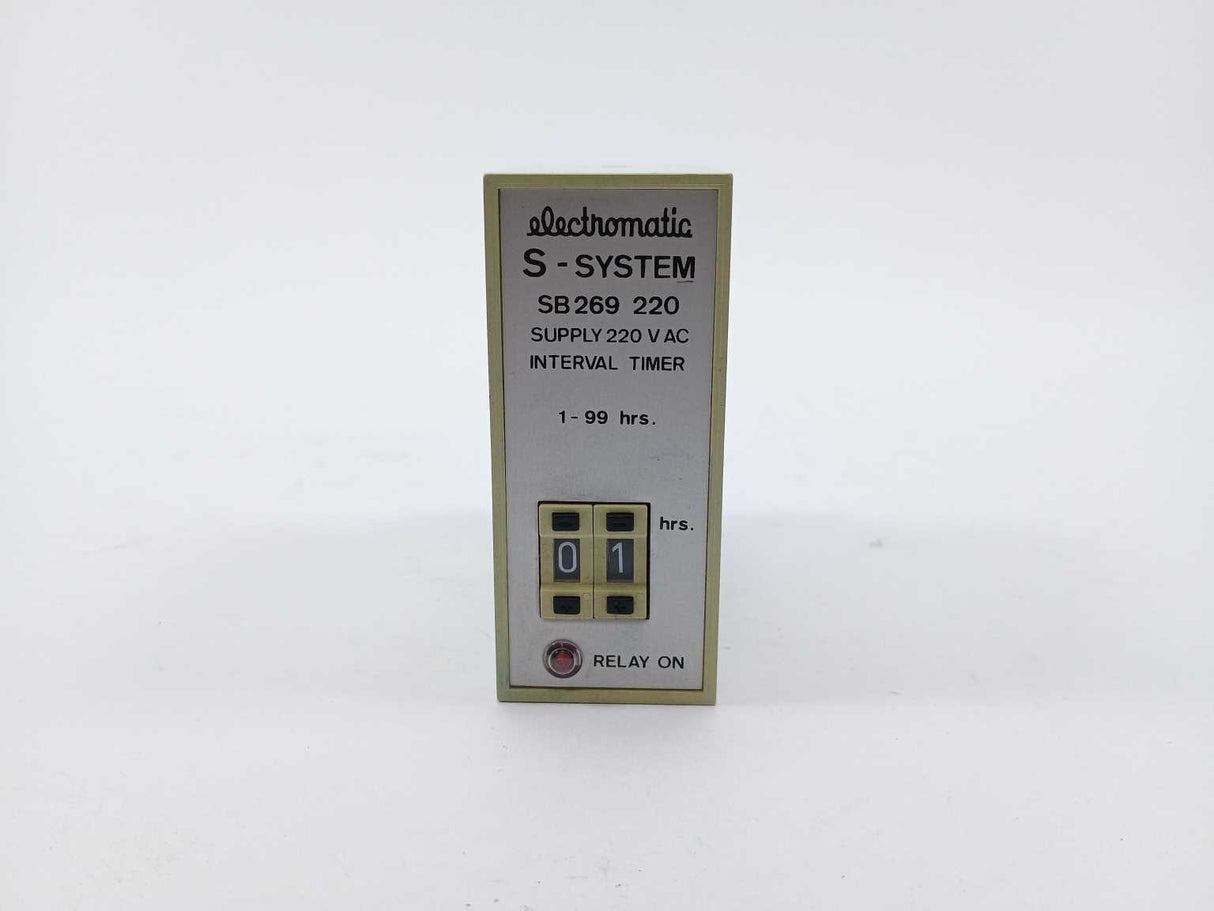 electromatic
S - SYSTEM
SB 269 220
SUPPLY 220 V AC
INTERVAL TIMER
1 - 99 hrs.
hrs.
0 1
RELAY ON